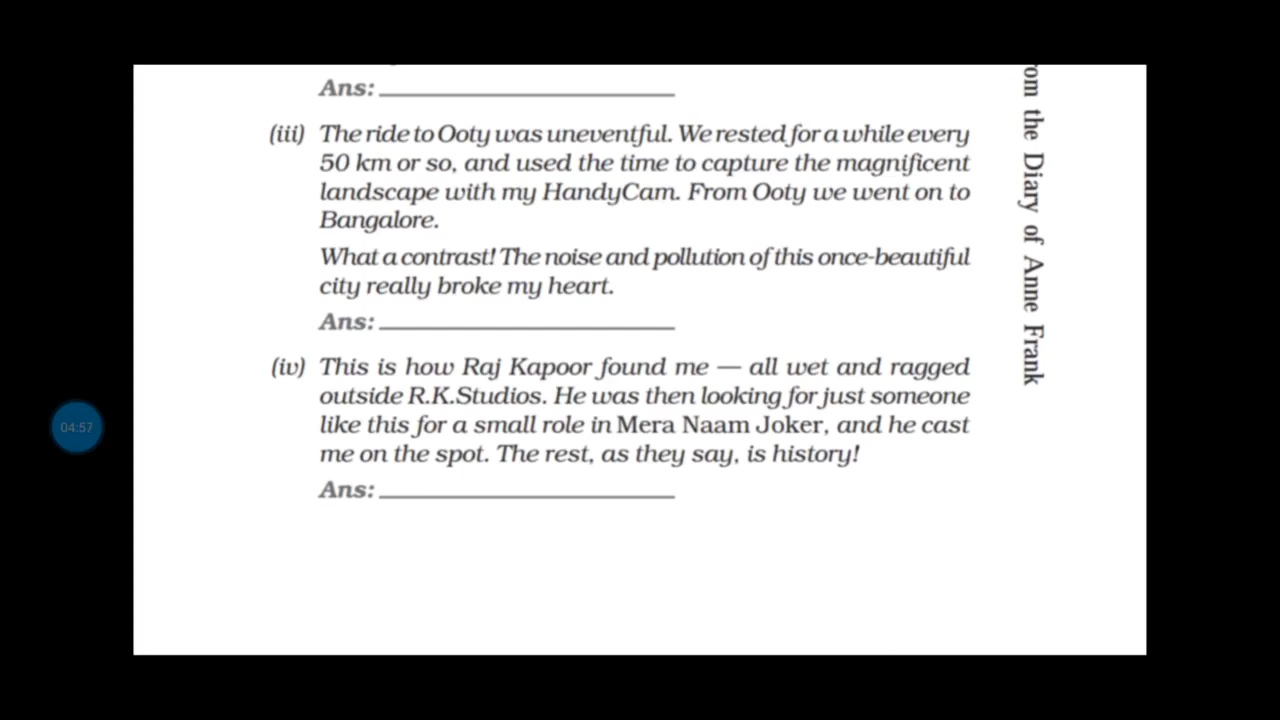 Ans:
(iii) The ride to Ooty was uneventful. We rested for a while every
50 km or so, and used the time to capture the magnificent
landscape with my HandyCam. From Ooty we went on to
Bangalore.
What a contrast! The noise and pollution of this once-beautiful
city really broke my heart.
Ans:
(iv) This is how Raj Kapoor found me — all wet and ragged
outside R.K.Studios. He was then looking for just someone
like this for a small role in Mera Naam Joker, and he cast
me on the spot. The rest, as they say, is history!
Ans:
om the Diary of Anne Frank
04:57